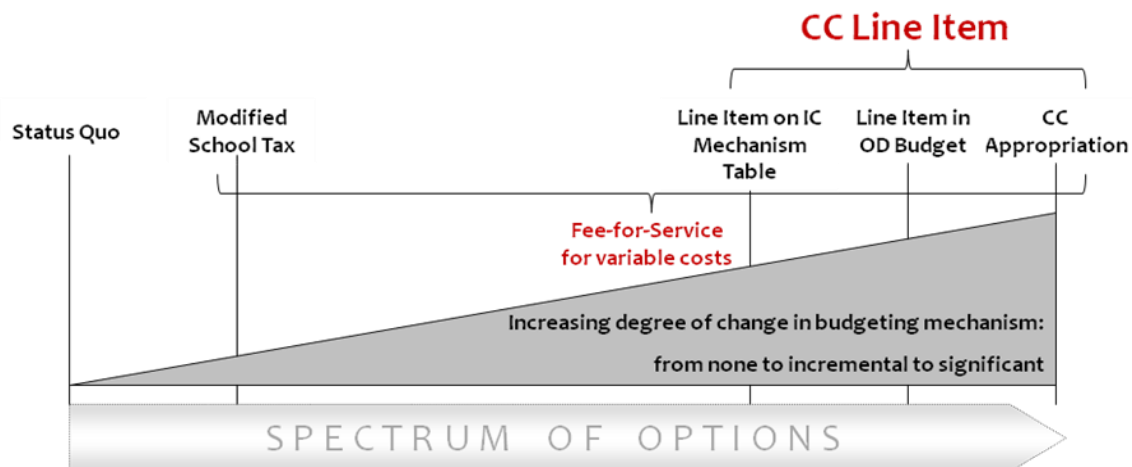 CC Line Item
Status Quo
Modified
School Tax
Line Item on IC
Mechanism
Table
Line Item in
OD Budget
CC
Appropriation
Fee-for-Service
for variable costs
Increasing degree of change in budgeting mechanism:
from none to incremental to significant
SPECTRUM OF OPTIONS